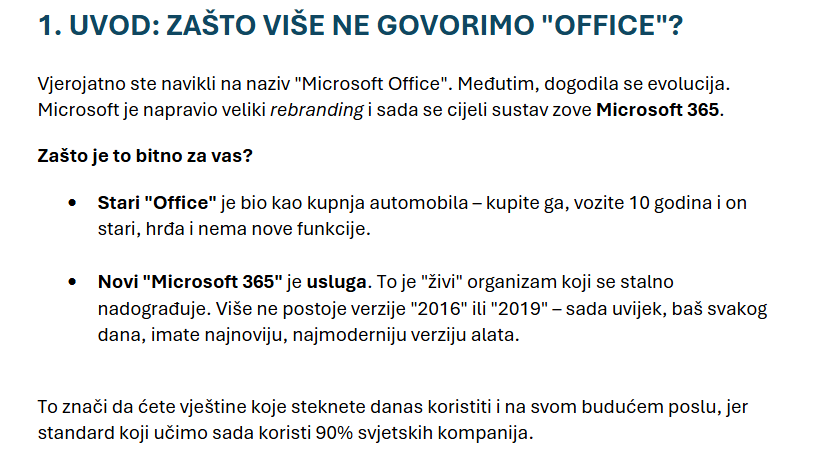 1. UVOD: ZAŠTO VIŠE NE GOVORIMO "OFFICE"?
Vjerojatno ste navikli na naziv "Microsoft Office". Međutim, dogodila se evolucija.
Microsoft je napravio veliki rebranding i sada se cijeli sustav zove Microsoft 365.
Zašto je to bitno za vas?
• Stari "Office" je bio kao kupnja automobila – kupite ga, vozite 10 godina i on
stari, hrđa i nema nove funkcije.
• Novi "Microsoft 365" je usluga. To je "živi" organizam koji se stalno
nadograđuje. Više ne postoje verzije "2016" ili "2019" – sada uvijek, baš svakog
dana, imate najnoviju, najmoderniju verziju alata.
To znači da ćete vještine koje steknete danas koristiti i na svom budućem poslu, jer
standard koji učimo sada koristi 90% svjetskih kompanija.